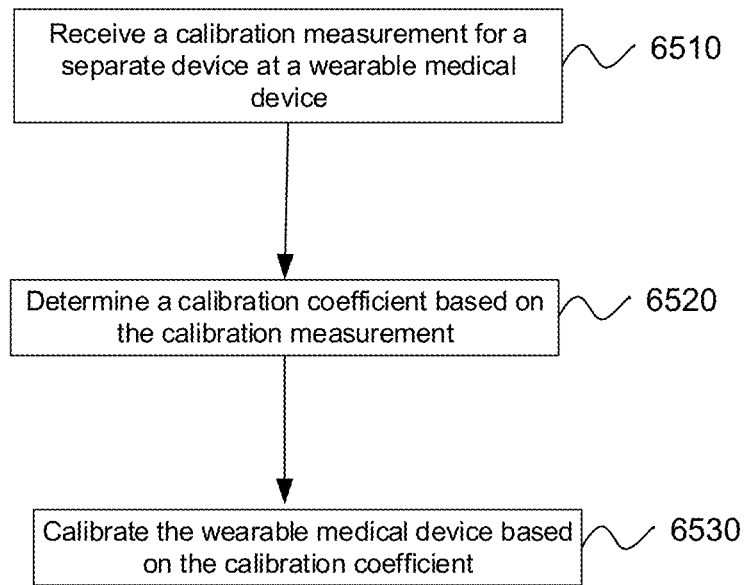 Receive a calibration measurement for a
separate device at a wearable medical
device
6510
Determine a calibration coefficient based on
the calibration measurement
6520
Calibrate the wearable medical device based
on the calibration coefficient
6530